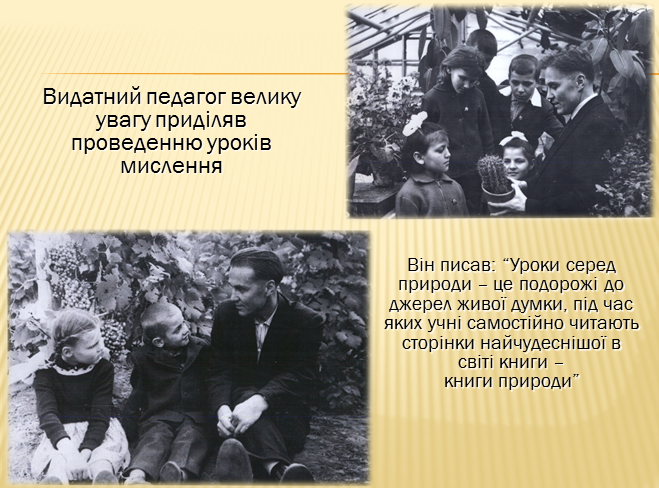 Видатний педагог велику
увагу приділяв
проведенню уроків
мислення
Він писав: “Уроки серед
природи – це подорожі до
джерел живої думки, під час
яких учні самостійно читають
сторінки найчудеснішої в
світі книги –
книги природи”